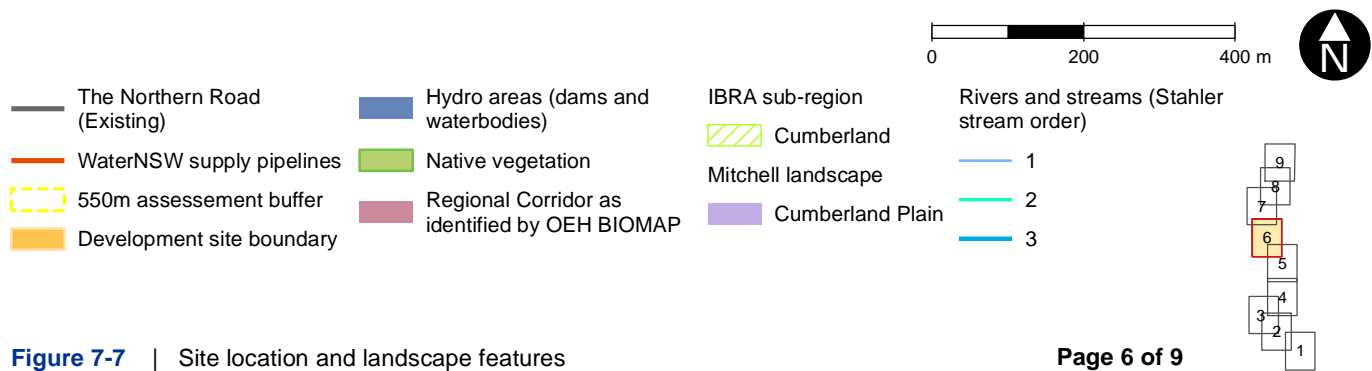 0 200 400 m
N
The Northern Road
(Existing)
WaterNSW supply pipelines
550m assessement buffer
Development site boundary
Hydro areas (dams and
waterbodies)
Native vegetation
Regional Corridor as
identified by OEH BIOMAP
IBRA sub-region
Cumberland
Mitchell landscape
Cumberland Plain
Rivers and streams (Stahler
stream order)
1
2
3
9
8
7
6
5
4
3
2
1
Figure 7-7 | Site location and landscape features
Page 6 of 9